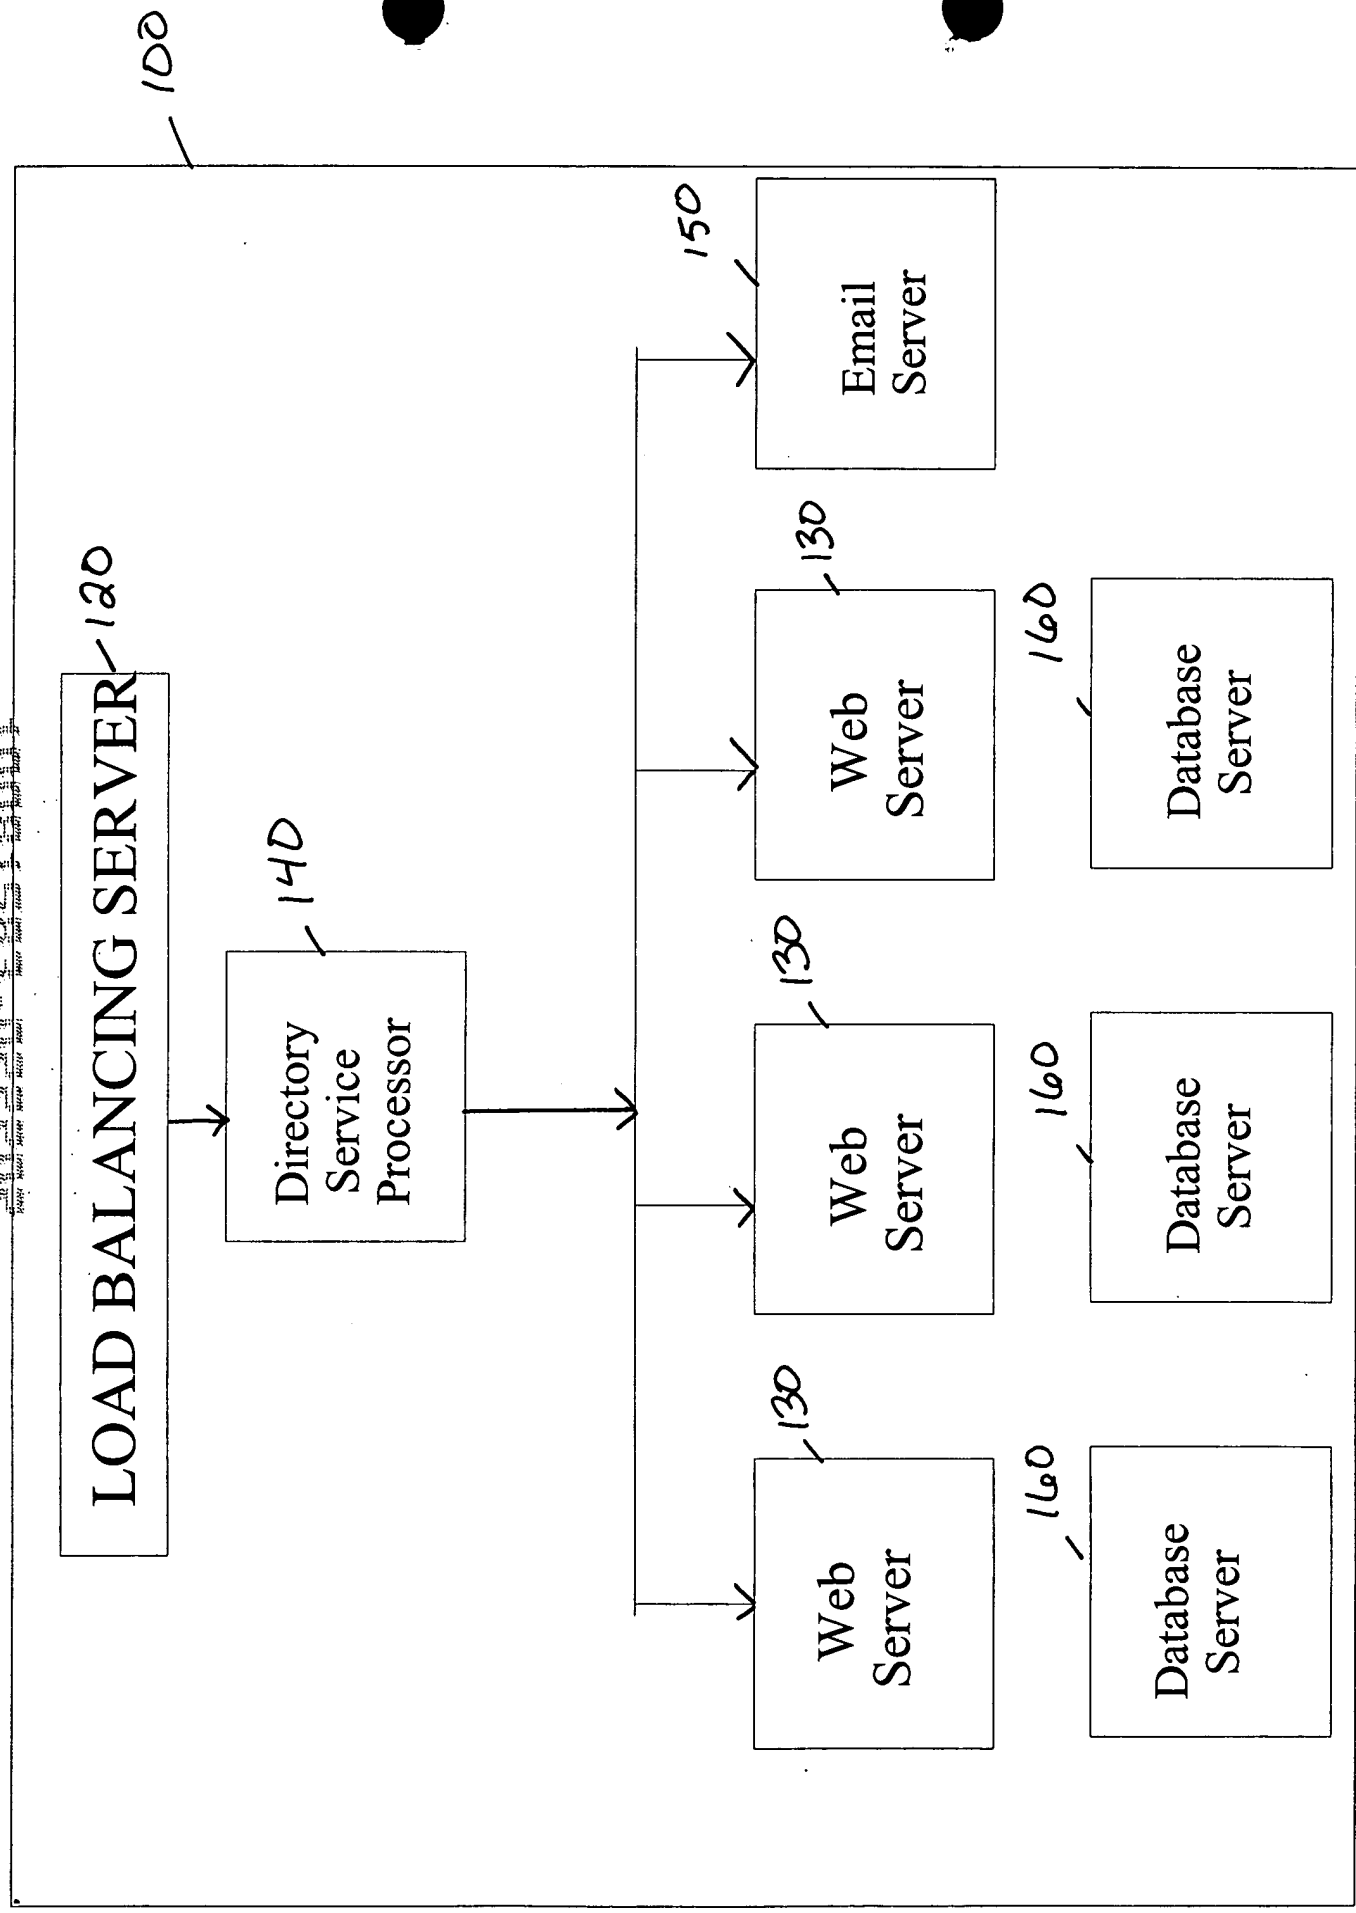 100
LOAD BALANCING SERVER
120
Directory
Service
Processor
140
Web
Server
130
Web
Server
130
Web
Server
130
Email
Server
150
Database
Server
160
Database
Server
160
Database
Server
160